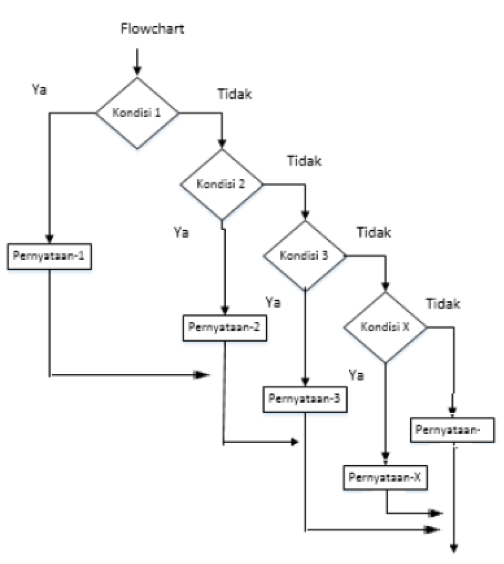 Flowchart
Ya
Kondisi 1
Tidak
Kondisi 2
Tidak
Ya
Kondisi 3
Tidak
Pernyataan-1
Ya
Kondisi X
Tidak
Pernyataan-2
Ya
Pernyataan-3
Pernyataan-
Pernyataan-X